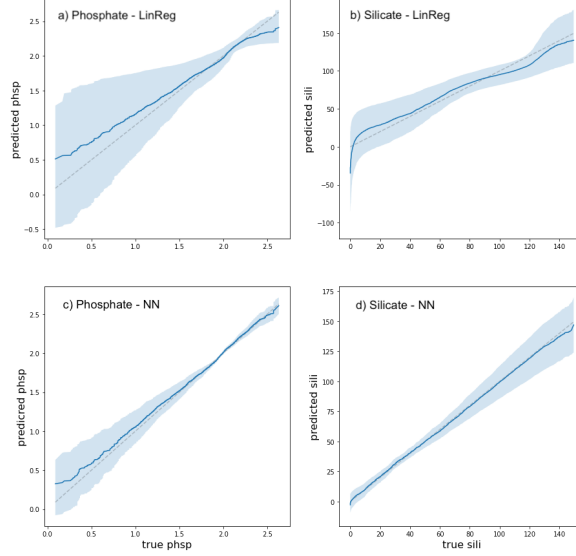 a) Phosphate - LinReg
predicted phsp
2.5
2.0
1.5
1.0
0.5
0.0
-0.5
0.0 0.5 1.0 1.5 2.0 2.5
b) Silicate - LinReg
predicted sili
150
100
50
0
-50
-100
0 20 40 60 80 100 120 140
c) Phosphate - NN
predicred phsp
2.5
2.0
1.5
1.0
0.5
0.0
0.0 0.5 1.0 1.5 2.0 2.5
true phsp
d) Silicate - NN
predicted sili
175
150
125
100
75
50
25
0
0 20 40 60 80 100 120 140
true sili